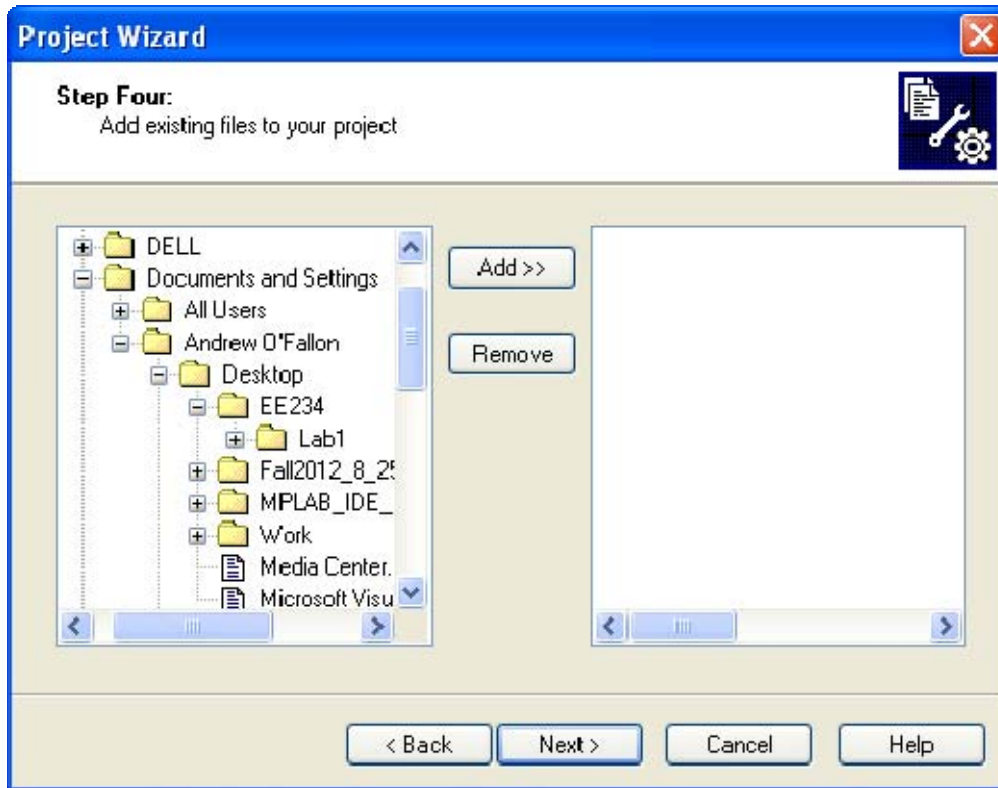 Project Wizard
Step Four:
Add existing files to your project
DELL
Documents and Settings
All Users
Andrew O'Fallon
Desktop
EE234
Lab1
Fall2012_8_25
MPLAB_IDE_
Work
Media Center.
Microsoft Visu
Add >>
Remove
< Back
Next >
Cancel
Help